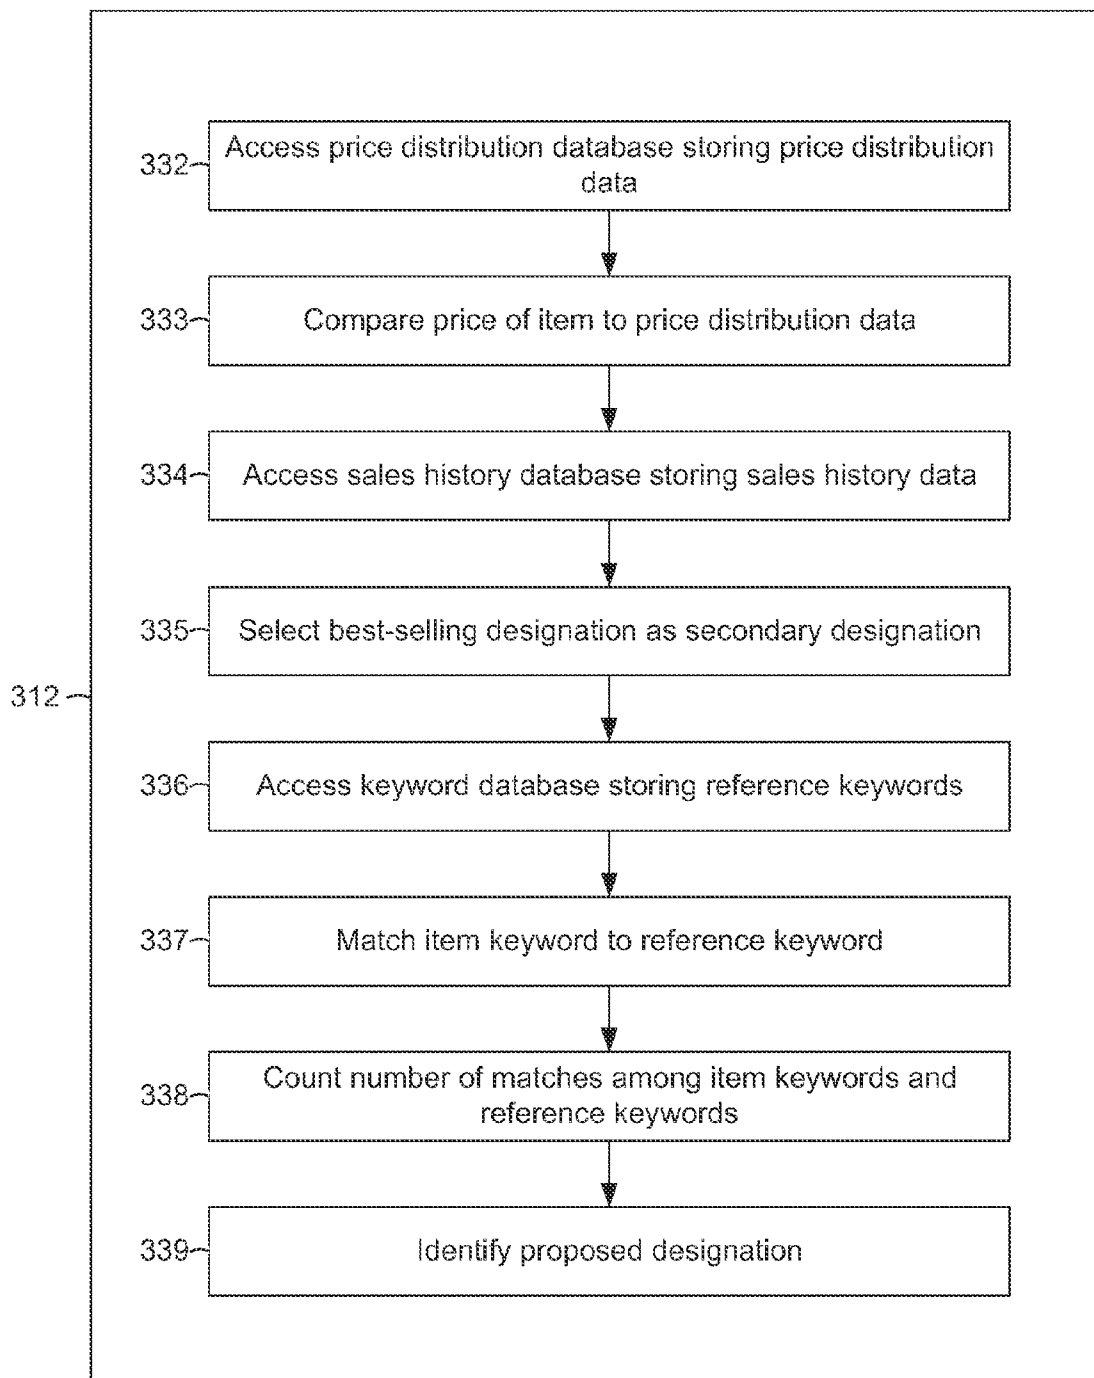 332
Access price distribution database storing price distribution
data
333
Compare price of item to price distribution data
334
Access sales history database storing sales history data
335
Select best-selling designation as secondary designation
312
336
Access keyword database storing reference keywords
337
Match item keyword to reference keyword
338
Count number of matches among item keywords and
reference keywords
339
Identify proposed designation